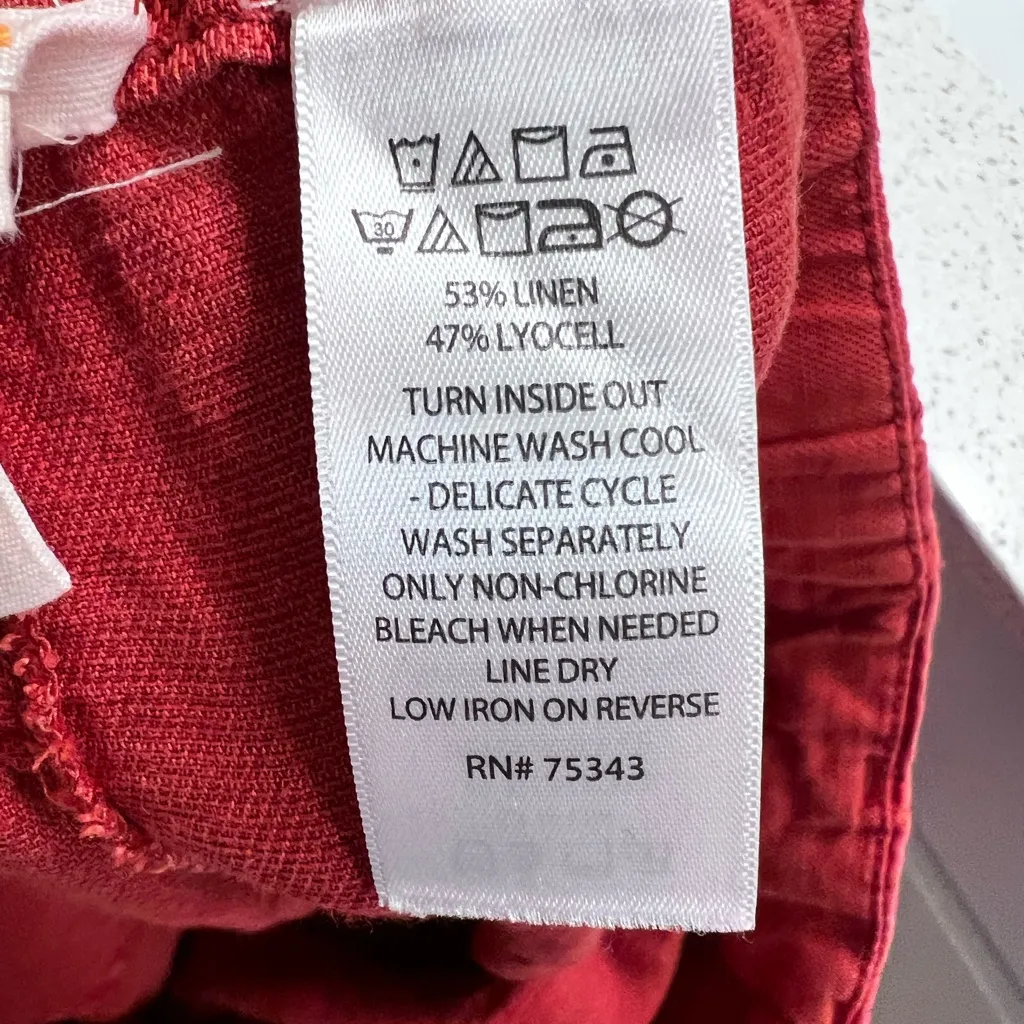 30
53% LINEN
47% LYOCELL
TURN INSIDE OUT
MACHINE WASH COOL
- DELICATE CYCLE
WASH SEPARATELY
ONLY NON-CHLORINE
BLEACH WHEN NEEDED
LINE DRY
LOW IRON ON REVERSE
RN# 75343